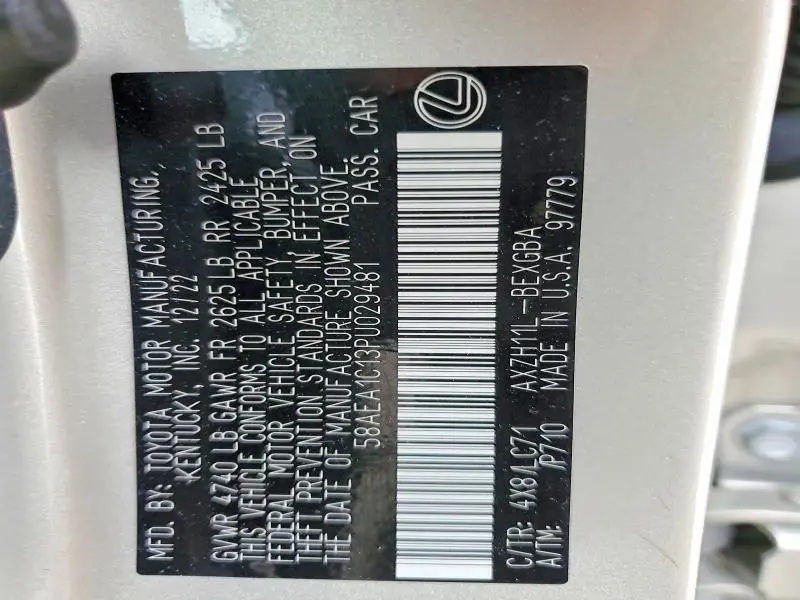 MFD. BY: TOYOTA MOTOR MANUFACTURING,
KENTUCKY, INC. 12/22
GVWR 4740 LB GAWR FR 2625 LB RR 2425 LB
THIS VEHICLE CONFORMS TO ALL APPLICABLE
FEDERAL MOTOR VEHICLE SAFETY, BUMPER, AND
THEFT PREVENTION STANDARDS IN EFFECT ON
THE DATE OF MANUFACTURE SHOWN ABOVE.
58AEA1C13PU029481 PASS. CAR
C/TR: 4X8/LCZ1 AXZH11L-BEXGBA
A/TM: /P710 MADE IN U.S.A. 97779